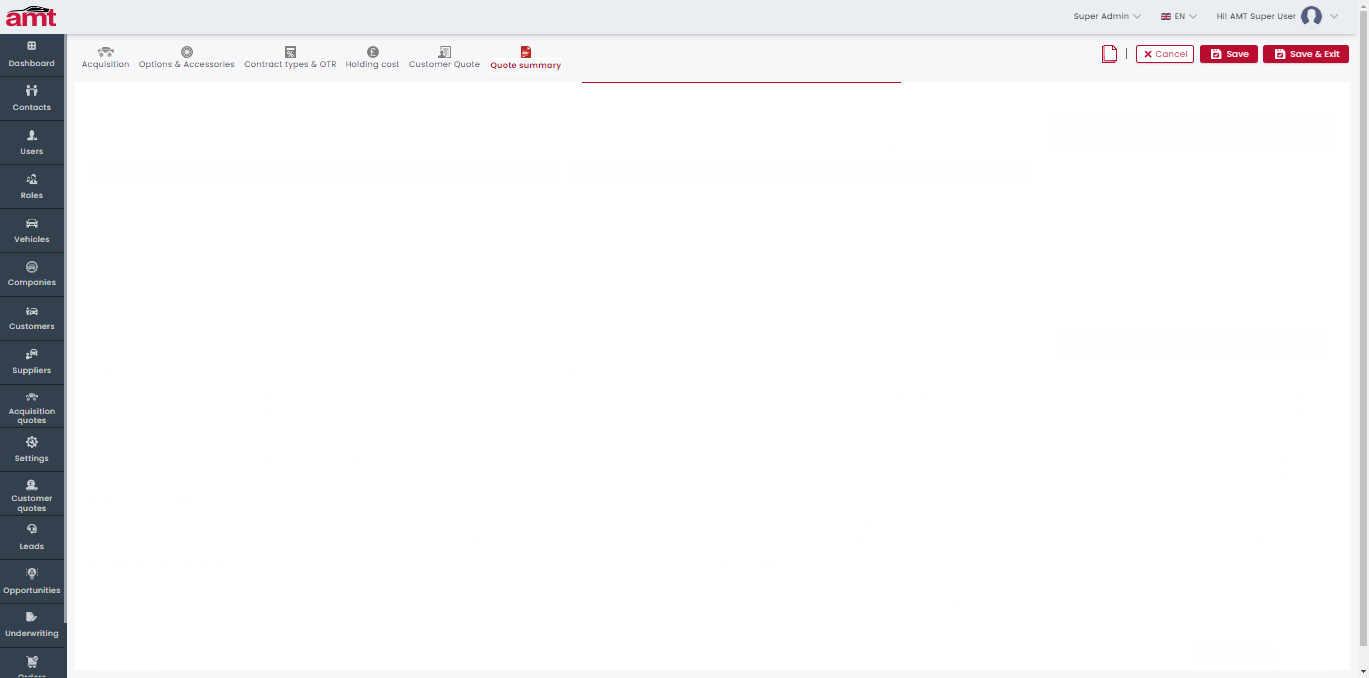 amt
Super Admin
EN
Hi! AMT Super User
Acquisition
Options & Accessories
Contract types & OTR
Holding cost
Customer Quote
Quote summary
Cancel
Save
Save & Exit
Dashboard
Contacts
Users
Roles
Vehicles
Companies
Customers
Suppliers
Acquisition
quotes
Settings
Customer
quotes
Leads
Opportunities
Underwriting
Orders